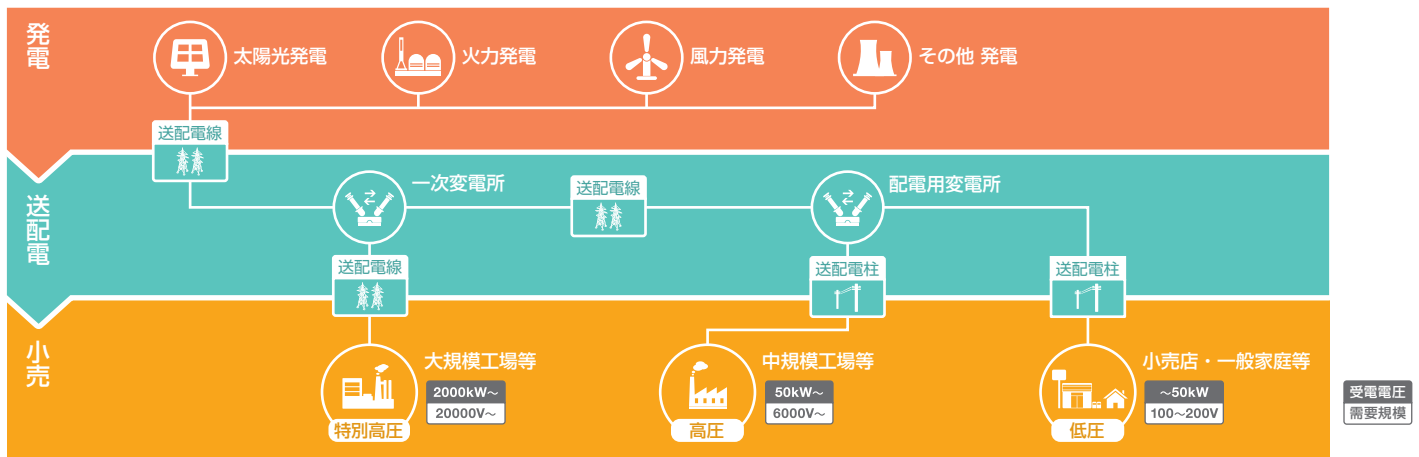 発電
太陽光発電
火力発電
風力発電
その他 発電
送配電線
送配電
一次変電所
送配電線
配電用変電所
送配電線
送配電柱
送配電柱
小売
大規模工場等
2000kW～
20000V～
特別高圧
中規模工場等
50kW～
6000V～
高圧
小売店・一般家庭等
～50kW
100～200V
低圧
受電電圧
需要規模